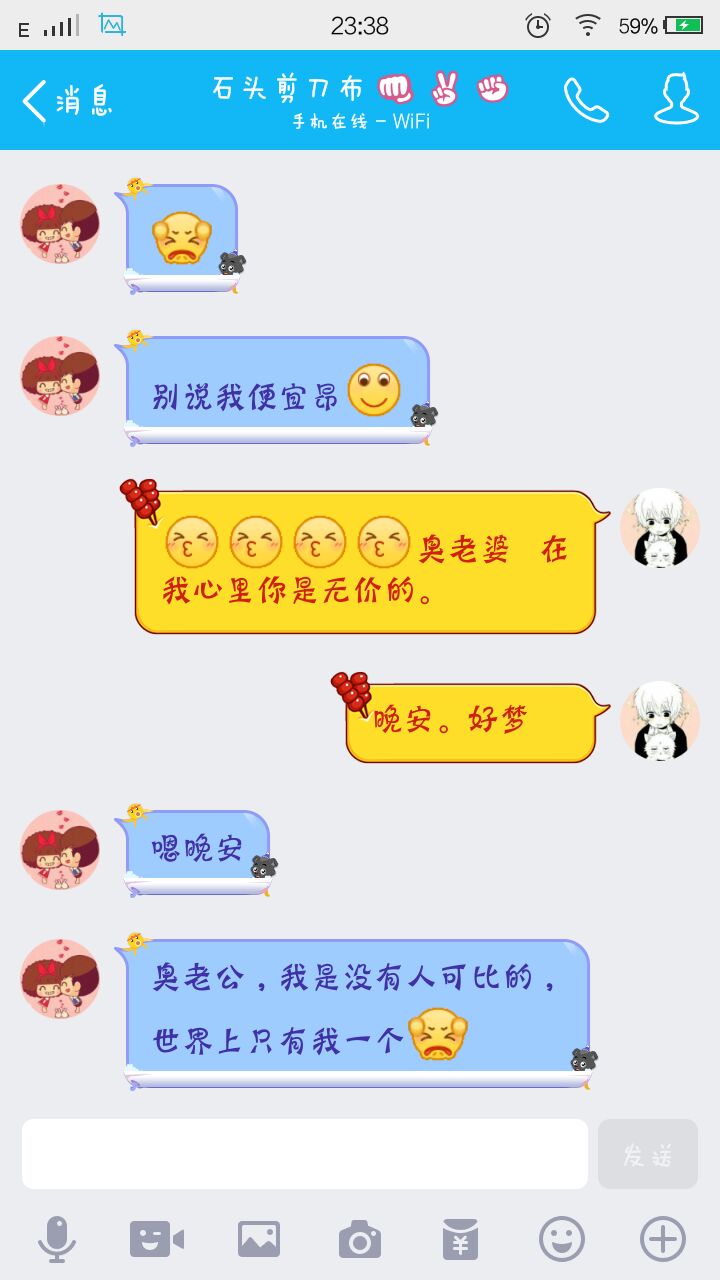 E
23:38
59%
消息
石头剪刀布👊✌✊
手机在线 - WiFi
别说我便宜昂
奥老婆 在
我心里你是无价的。
晚安。好梦
嗯晚安
奥老公，我是没有人可比的，
世界上只有我一个
发送